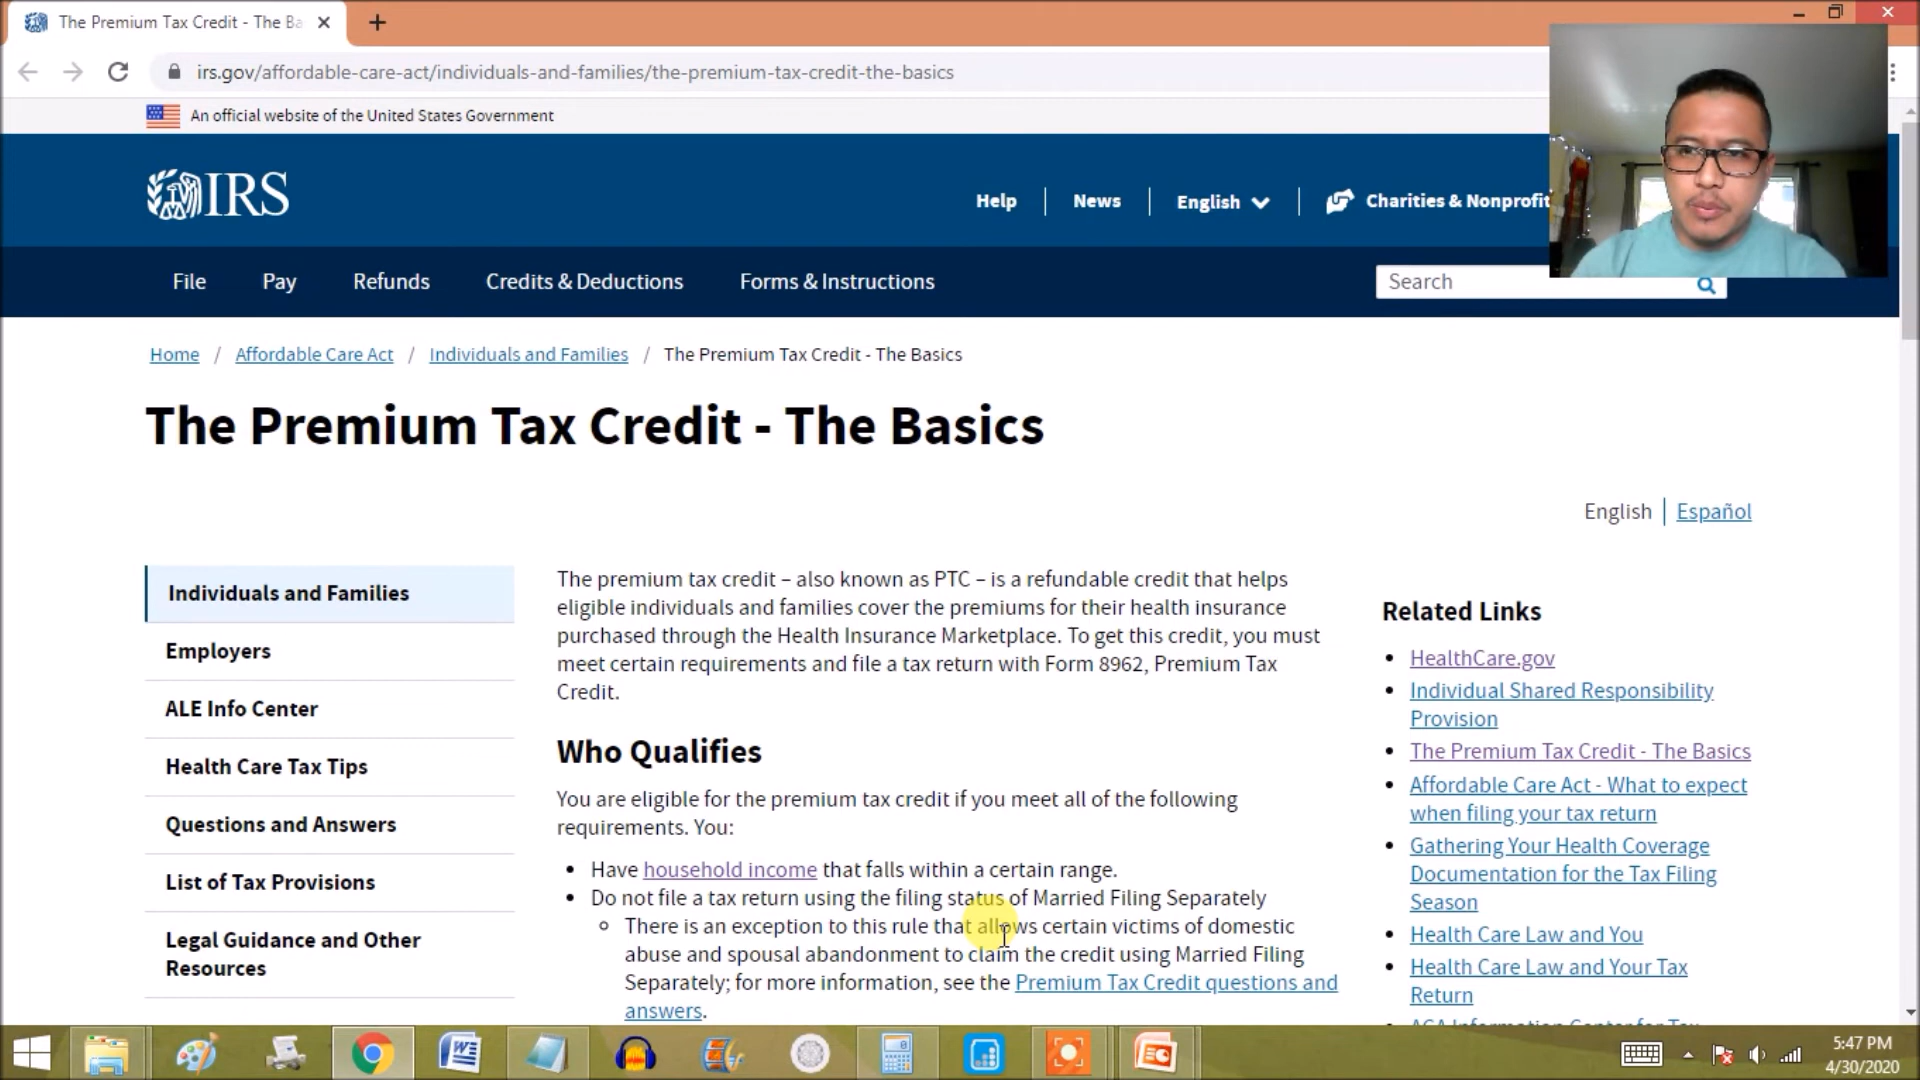 The Premium Tax Credit - The Ba
irs.gov/affordable-care-act/individuals-and-families/the-premium-tax-credit-the-basics
An official website of the United States Government
IRS
Help
News
English
Charities & Nonprofit
File
Pay
Refunds
Credits & Deductions
Forms & Instructions
Search
Home / Affordable Care Act / Individuals and Families / The Premium Tax Credit - The Basics
The Premium Tax Credit - The Basics
English | Español
Individuals and Families
Employers
ALE Info Center
Health Care Tax Tips
Questions and Answers
List of Tax Provisions
Legal Guidance and Other
Resources
The premium tax credit – also known as PTC – is a refundable credit that helps
eligible individuals and families cover the premiums for their health insurance
purchased through the Health Insurance Marketplace. To get this credit, you must
meet certain requirements and file a tax return with Form 8962, Premium Tax
Credit.
Who Qualifies
You are eligible for the premium tax credit if you meet all of the following
requirements. You:
Have household income that falls within a certain range.
Do not file a tax return using the filing status of Married Filing Separately
There is an exception to this rule that allows certain victims of domestic
abuse and spousal abandonment to claim the credit using Married Filing
Separately; for more information, see the Premium Tax Credit questions and
answers.
Related Links
HealthCare.gov
Individual Shared Responsibility
Provision
The Premium Tax Credit - The Basics
Affordable Care Act - What to expect
when filing your tax return
Gathering Your Health Coverage
Documentation for the Tax Filing
Season
Health Care Law and You
Health Care Law and Your Tax
Return
ACA Information Center for Tax
5:47 PM
4/30/2020